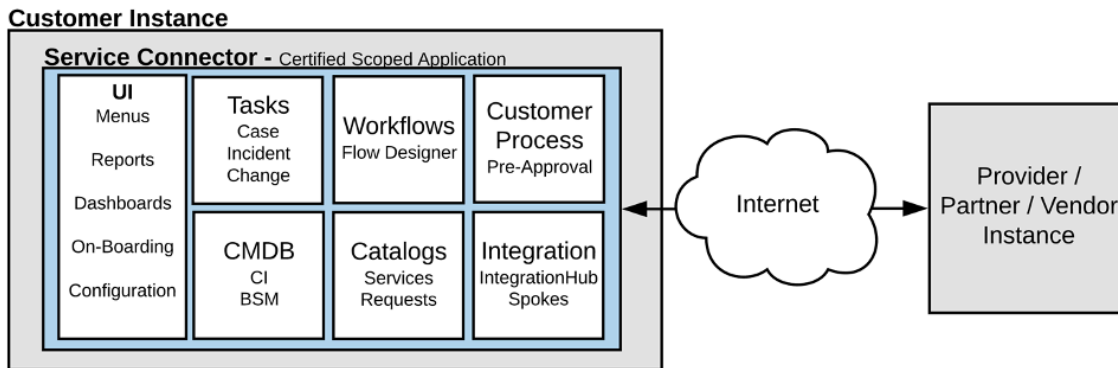 Customer Instance
Service Connector - Certified Scoped Application
UI
Menus
Reports
Dashboards
On-Boarding
Configuration
Tasks
Case
Incident
Change
Workflows
Flow Designer
Customer
Process
Pre-Approval
CMDB
CI
BSM
Catalogs
Services
Requests
Integration
IntegrationHub
Spokes
Internet
Provider /
Partner / Vendor
Instance